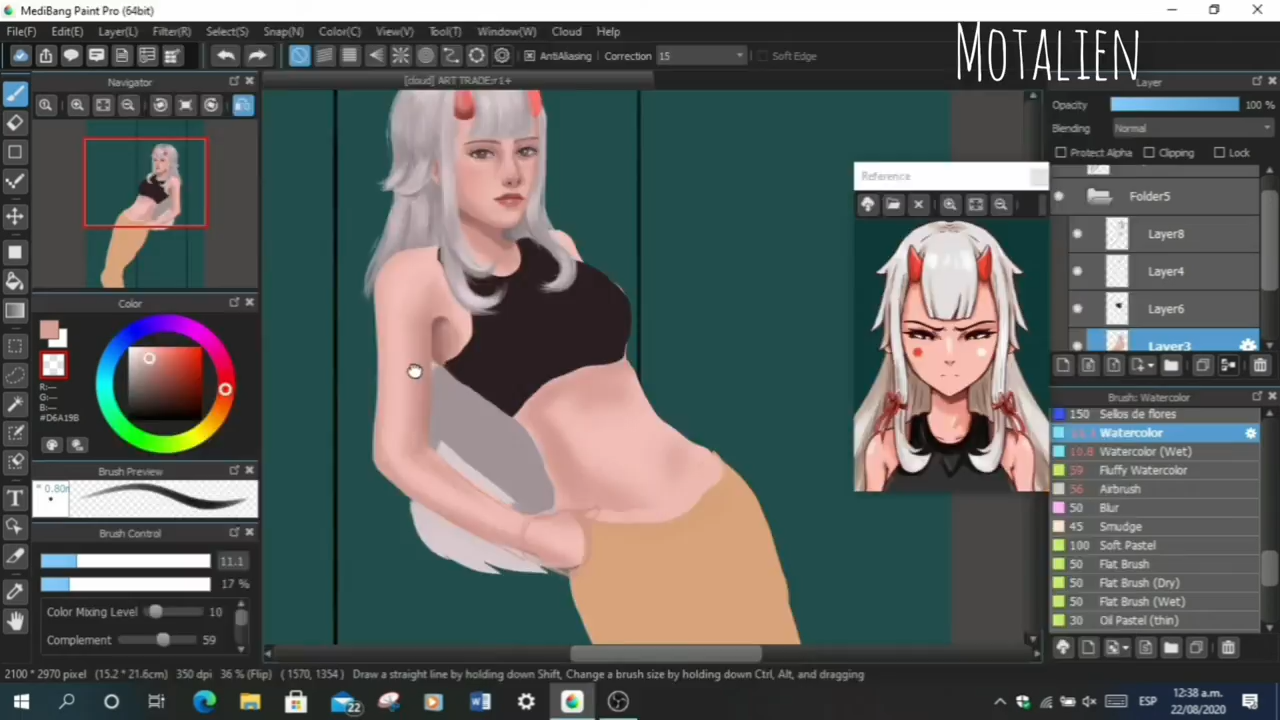 MediBang Paint Pro (64bit)
MOTALIEN
File(F) Edit(E) Layer(L) Filter(R) Select(S) Snap(N) Color(C) View(V) Tool(T) Window(W) Cloud Help
AntiAliasing Correction 15 Soft Edge
Navigator
[cloud] ART TRADE
Layer
Opacity 100 %
Blending Normal
Protect Alpha Clipping Lock
Reference
Folder5
Layer8
Layer4
Layer6
Layer3
Color
R:---
G:---
B:---
#D6A19B
Brush: Watercolor
150 Sellos de flores
11.1 Watercolor
10.8 Watercolor (Wet)
59 Fluffy Watercolor
56 Airbrush
50 Blur
45 Smudge
100 Soft Pastel
50 Flat Brush
50 Flat Brush (Dry)
50 Flat Brush (Wet)
30 Oil Pastel (thin)
Brush Preview
Brush Control
11.1
17 %
Color Mixing Level 10
Complement 59
2100 * 2970 pixel (15.2 * 21.6cm) 350 dpi 36 % (Flip) ( 1570, 1354 ) Draw a straight line by holding down Shift, Change a brush size by holding down Ctrl, Alt, and dragging
22
ESP
12:38 a.m.
22/08/2020